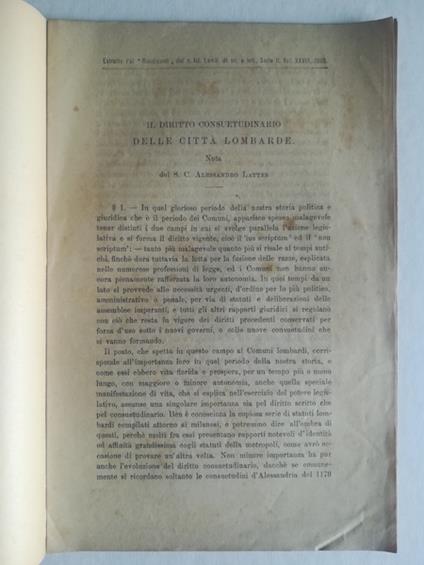 Estratto dai "Rendiconti" del r. Ist. Lomb. di sc. e lett., Serie II, Vol. XXXII, 1899.
IL DIRITTO CONSUETUDINARIO
DELLE CITTÀ LOMBARDE.
Nota
del S. C. Alessandro Lattes
§ 1. — In quel glorioso periodo della nostra storia politica e
giuridica che è il periodo dei Comuni, apparisce spesso malagevole
tener distinti i due campi in cui si svolge parallela l'azione legis-
lativa e si forma il diritto vigente, cioè il "ius scriptum" ed il "non
scriptum": — tanto più malagevole quanto più si risale ai tempi anti-
chi, finchè dura tuttavia la lotta per la fusione delle razze, esplicata
nelle numerose professioni di legge, ed i Comuni non hanno an-
cora pienamente rafforzata la loro autonomia. In quei tempi da un
lato si provvede alle necessità urgenti, d'ordine per lo più politico,
amministrativo o penale, per via di statuti e deliberazioni delle
assemblee imperanti, e tutti gli altri rapporti giuridici si regolano
con ciò che resta in vigore dei diritti precedenti conservati per
forza d'uso sotto i nuovi governi, o colle nuove consuetudini che
si vanno formando.
Il posto, che spetta in questo campo ai Comuni lombardi, corri-
sponde all'importanza loro in quel periodo della nostra storia, e
come essi ebbero vita florida e prospera, per un tempo più o meno
lungo, con maggiore o minore autonomia, anche quella speciale
manifestazione di vita, che si esplica nell'esercizio del potere legis-
lativo, assunse una singolare importanza sia pel diritto scritto che
pel consuetudinario. Ben è conosciuta la copiosa serie di statuti lom-
bardi compilati attorno ai milanesi, e potremmo dire all'ombra di
questi, perchè molti fra essi presentano rapporti notevoli d'identità
ed affinità grandissima cogli statuti della metropoli, come avrò oc-
casione di provare un'altra volta. Non minore importanza ha pur
anche l'evoluzione del diritto consuetudinario, dacchè se comune-
mente si ricordano soltanto le consuetudini d'Alessandria del 1179